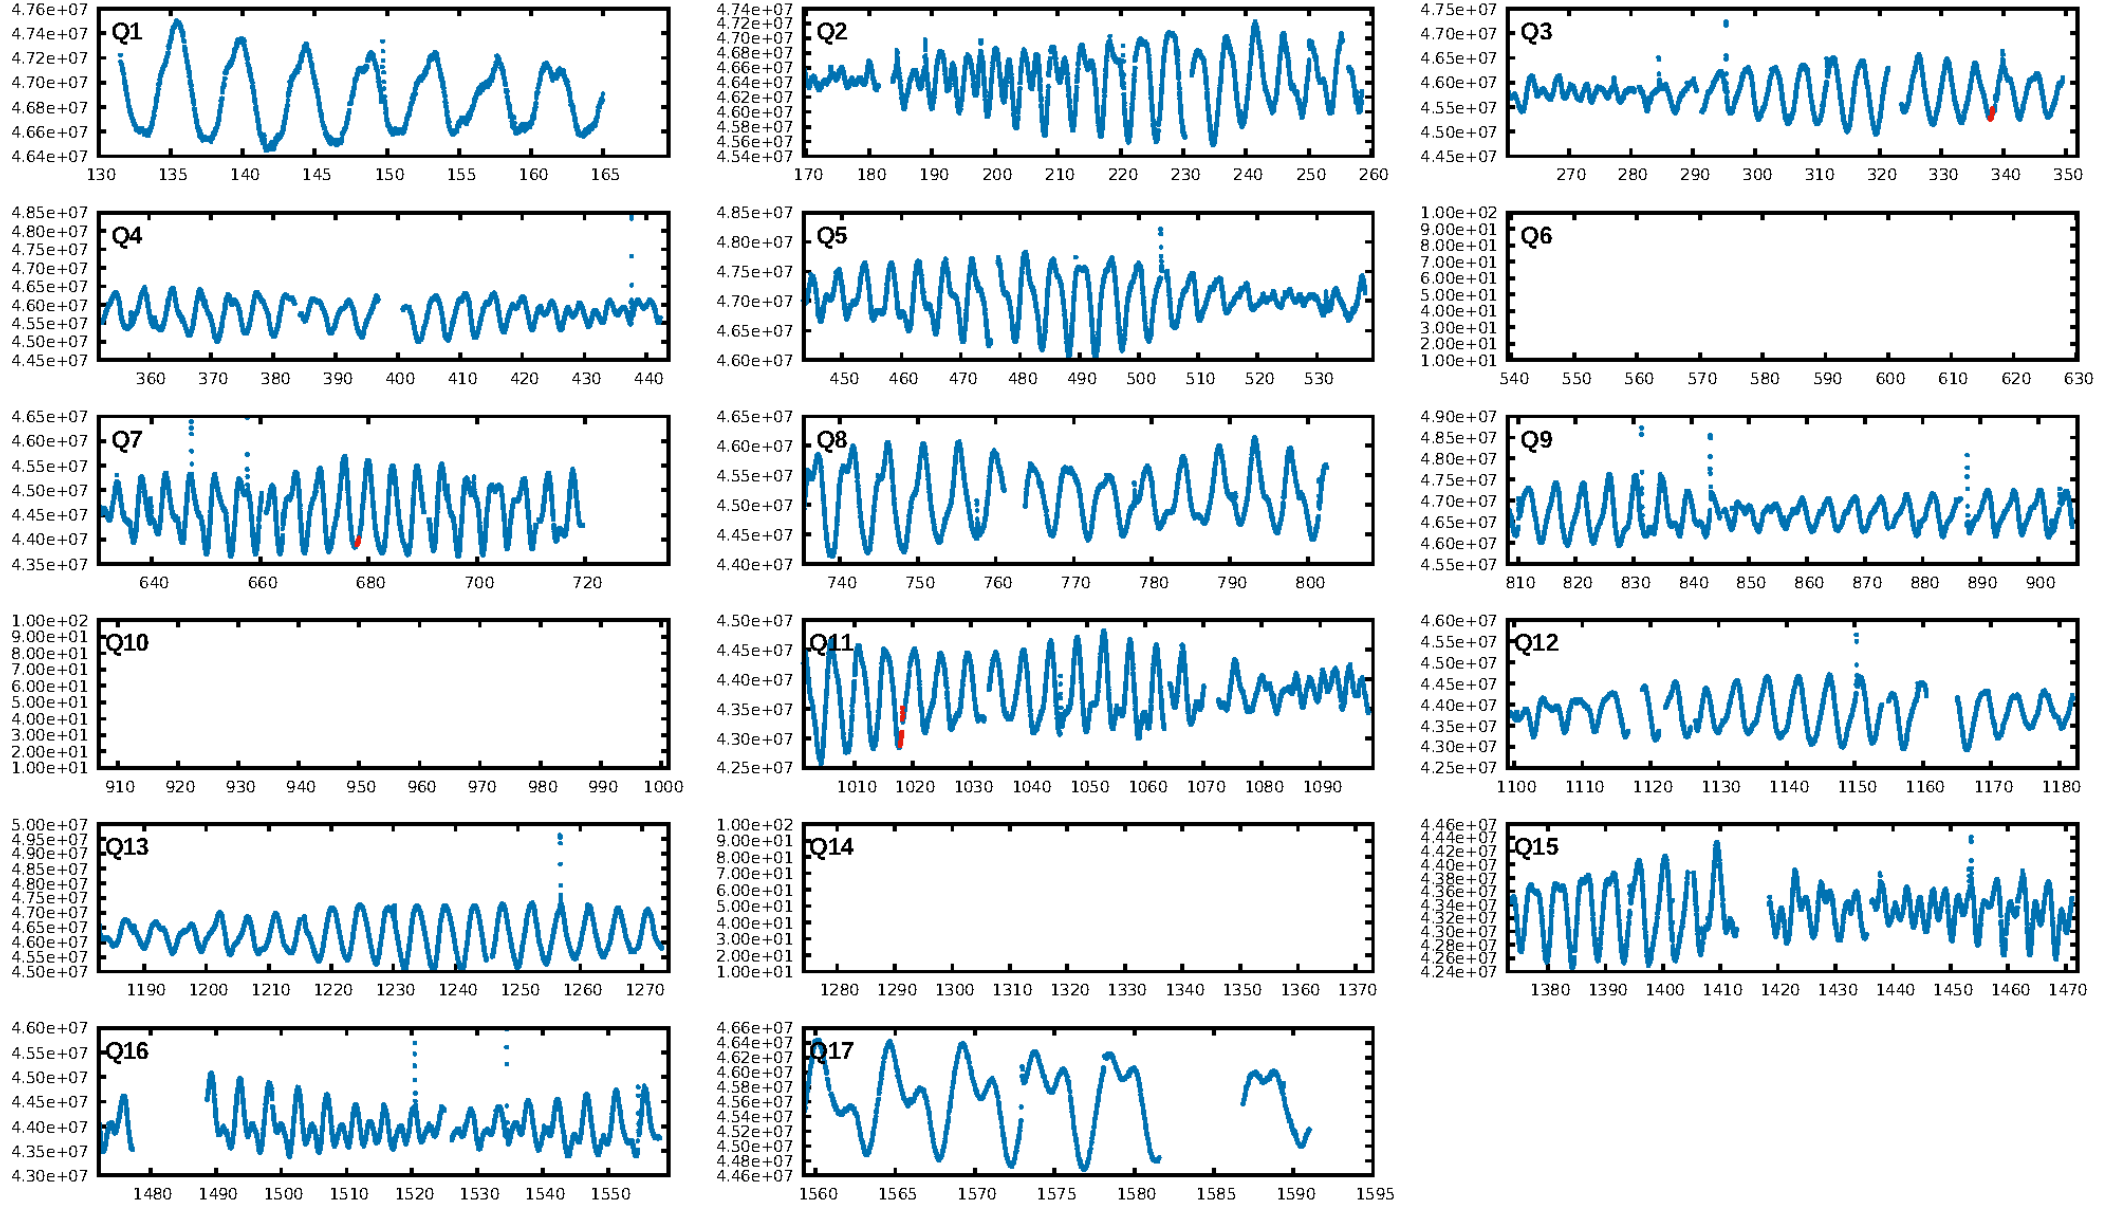 4.76e+07
4.74e+07
4.72e+07
4.70e+07
4.68e+07
4.66e+07
4.64e+07
Q1
130 135 140 145 150 155 160 165
4.74e+07
4.72e+07
4.70e+07
4.68e+07
4.66e+07
4.64e+07
4.62e+07
4.60e+07
4.58e+07
4.56e+07
4.54e+07
Q2
170 180 190 200 210 220 230 240 250 260
4.75e+07
4.70e+07
4.65e+07
4.60e+07
4.55e+07
4.50e+07
4.45e+07
Q3
270 280 290 300 310 320 330 340 350
4.85e+07
4.80e+07
4.75e+07
4.70e+07
4.65e+07
4.60e+07
4.55e+07
4.50e+07
4.45e+07
Q4
360 370 380 390 400 410 420 430 440
4.85e+07
4.80e+07
4.75e+07
4.70e+07
4.65e+07
4.60e+07
Q5
450 460 470 480 490 500 510 520 530
1.00e+02
9.00e+01
8.00e+01
7.00e+01
6.00e+01
5.00e+01
4.00e+01
3.00e+01
2.00e+01
1.00e+01
Q6
540 550 560 570 580 590 600 610 620 630
4.65e+07
4.60e+07
4.55e+07
4.50e+07
4.45e+07
4.40e+07
4.35e+07
Q7
640 660 680 700 720
4.65e+07
4.60e+07
4.55e+07
4.50e+07
4.45e+07
4.40e+07
Q8
740 750 760 770 780 790 800
4.90e+07
4.85e+07
4.80e+07
4.75e+07
4.70e+07
4.65e+07
4.60e+07
4.55e+07
Q9
810 820 830 840 850 860 870 880 890 900
1.00e+02
9.00e+01
8.00e+01
7.00e+01
6.00e+01
5.00e+01
4.00e+01
3.00e+01
2.00e+01
1.00e+01
Q10
910 920 930 940 950 960 970 980 990 1000
4.50e+07
4.45e+07
4.40e+07
4.35e+07
4.30e+07
4.25e+07
Q11
1010 1020 1030 1040 1050 1060 1070 1080 1090
4.60e+07
4.55e+07
4.50e+07
4.45e+07
4.40e+07
4.35e+07
4.30e+07
4.25e+07
Q12
1100 1110 1120 1130 1140 1150 1160 1170 1180
5.00e+07
4.95e+07
4.90e+07
4.85e+07
4.80e+07
4.75e+07
4.70e+07
4.65e+07
4.60e+07
4.55e+07
4.50e+07
Q13
1190 1200 1210 1220 1230 1240 1250 1260 1270
1.00e+02
9.00e+01
8.00e+01
7.00e+01
6.00e+01
5.00e+01
4.00e+01
3.00e+01
2.00e+01
1.00e+01
Q14
1280 1290 1300 1310 1320 1330 1340 1350 1360 1370
4.46e+07
4.44e+07
4.42e+07
4.40e+07
4.38e+07
4.36e+07
4.34e+07
4.32e+07
4.30e+07
4.28e+07
4.26e+07
4.24e+07
Q15
1380 1390 1400 1410 1420 1430 1440 1450 1460 1470
4.60e+07
4.55e+07
4.50e+07
4.45e+07
4.40e+07
4.35e+07
4.30e+07
Q16
1480 1490 1500 1510 1520 1530 1540 1550
4.66e+07
4.64e+07
4.62e+07
4.60e+07
4.58e+07
4.56e+07
4.54e+07
4.52e+07
4.50e+07
4.48e+07
4.46e+07
Q17
1560 1565 1570 1575 1580 1585 1590 1595